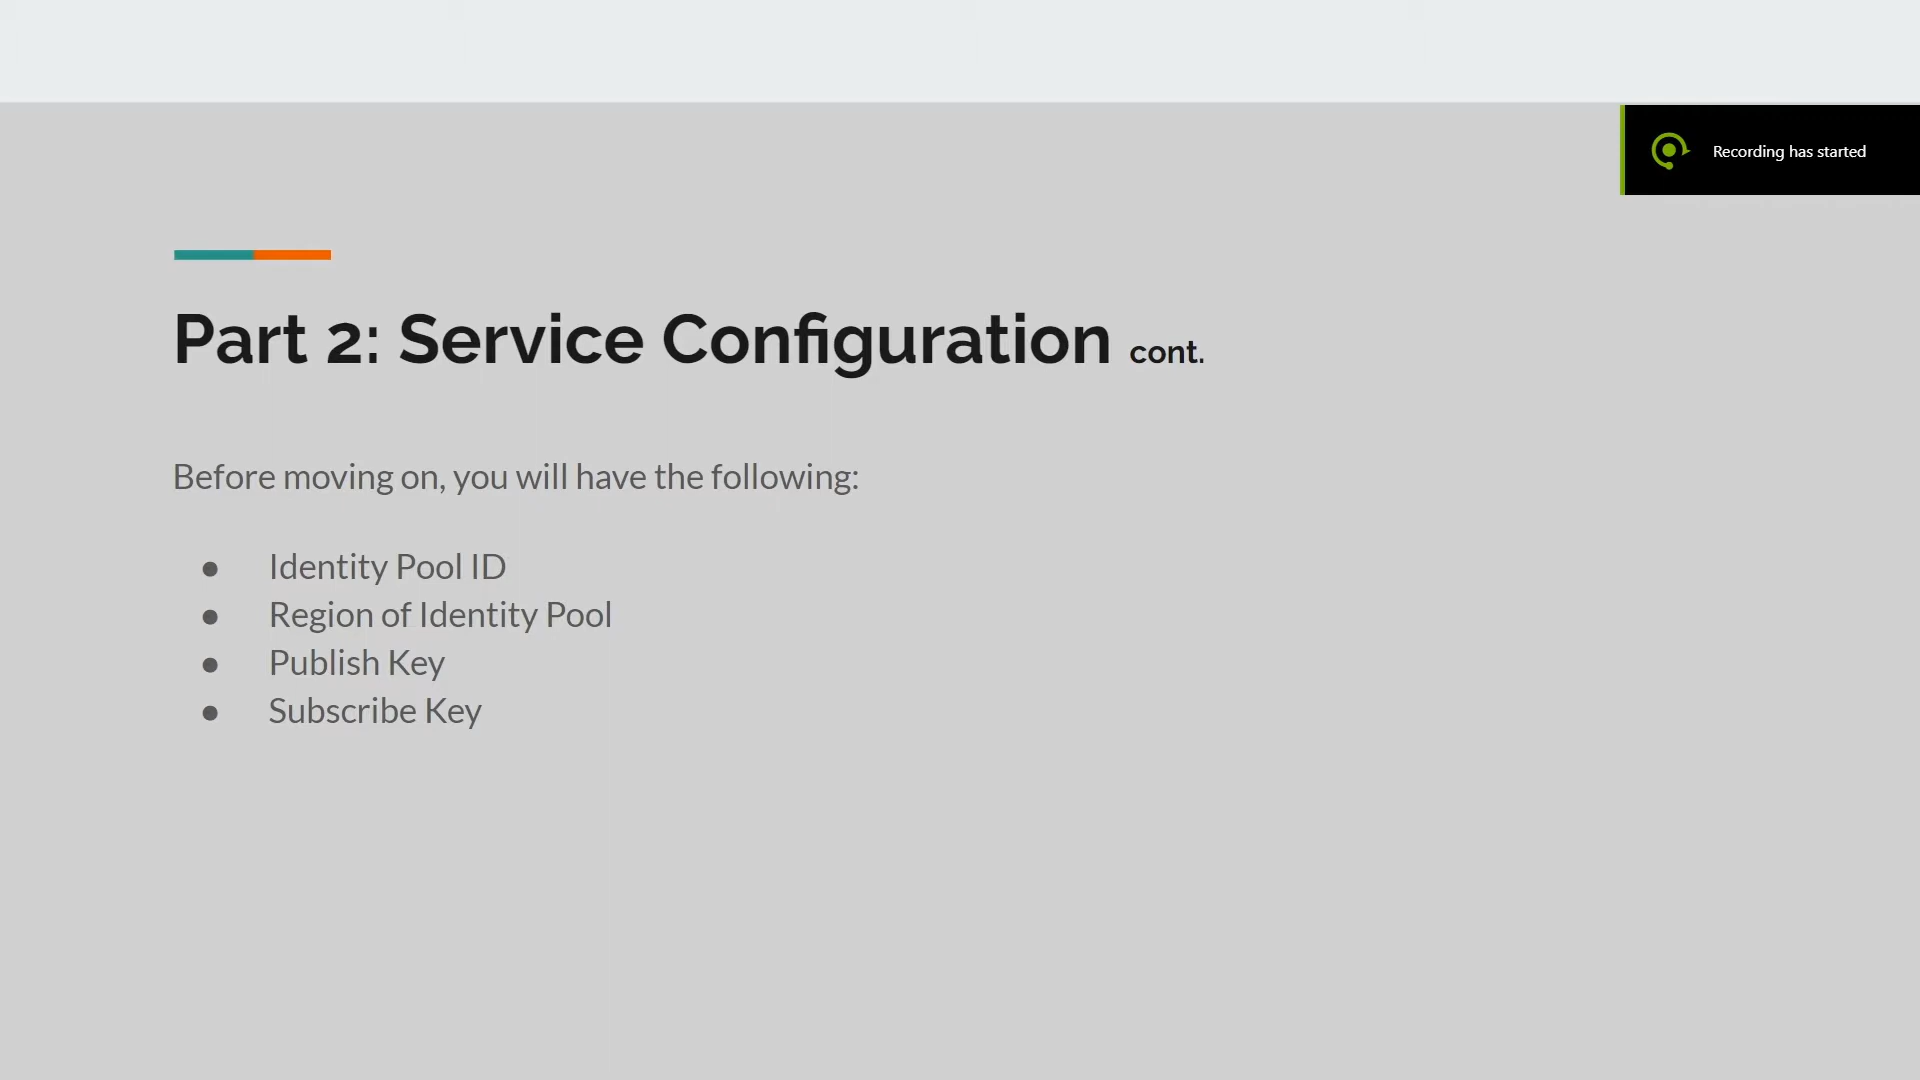 Recording has started
Part 2: Service Configuration cont.
Before moving on, you will have the following:
● Identity Pool ID
● Region of Identity Pool
● Publish Key
● Subscribe Key